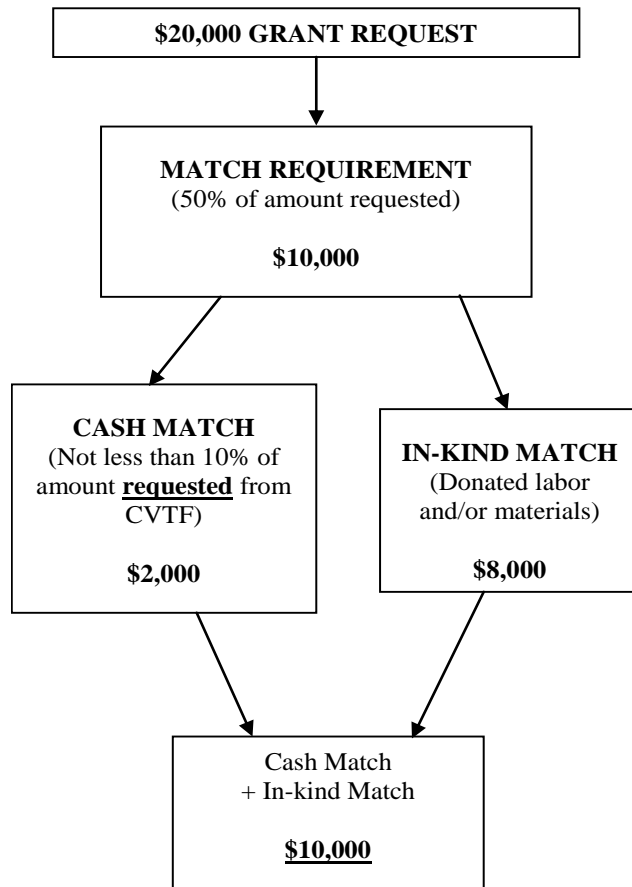 $20,000 GRANT REQUEST
MATCH REQUIREMENT
(50% of amount requested)
$10,000
CASH MATCH
(Not less than 10% of
amount requested from
CVTF)
$2,000
IN-KIND MATCH
(Donated labor
and/or materials)
$8,000
Cash Match
+ In-kind Match
$10,000